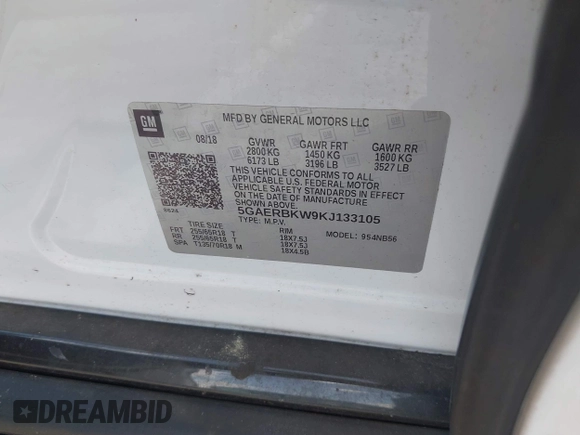 GM
MFD BY GENERAL MOTORS LLC
08/18 GVWR GAWR FRT GAWR RR
2800 KG 1450 KG 1600 KG
6173 LB 3196 LB 3527 LB
THIS VEHICLE CONFORMS TO ALL
APPLICABLE U.S. FEDERAL MOTOR
VEHICLE SAFETY STANDARDS IN EFFECT
ON THE DATE OF MANUFACTURE
SHOWN ABOVE.
5GAERBKW9KJ133105
TYPE: M.P.V. MODEL: 954NB56
TIRE SIZE RIM
FRT 255/65R18 T 18X7.5J
RR 255/65R18 T 18X7.5J
SPA T135/70R18 M 18X4.5B
DREAMBID